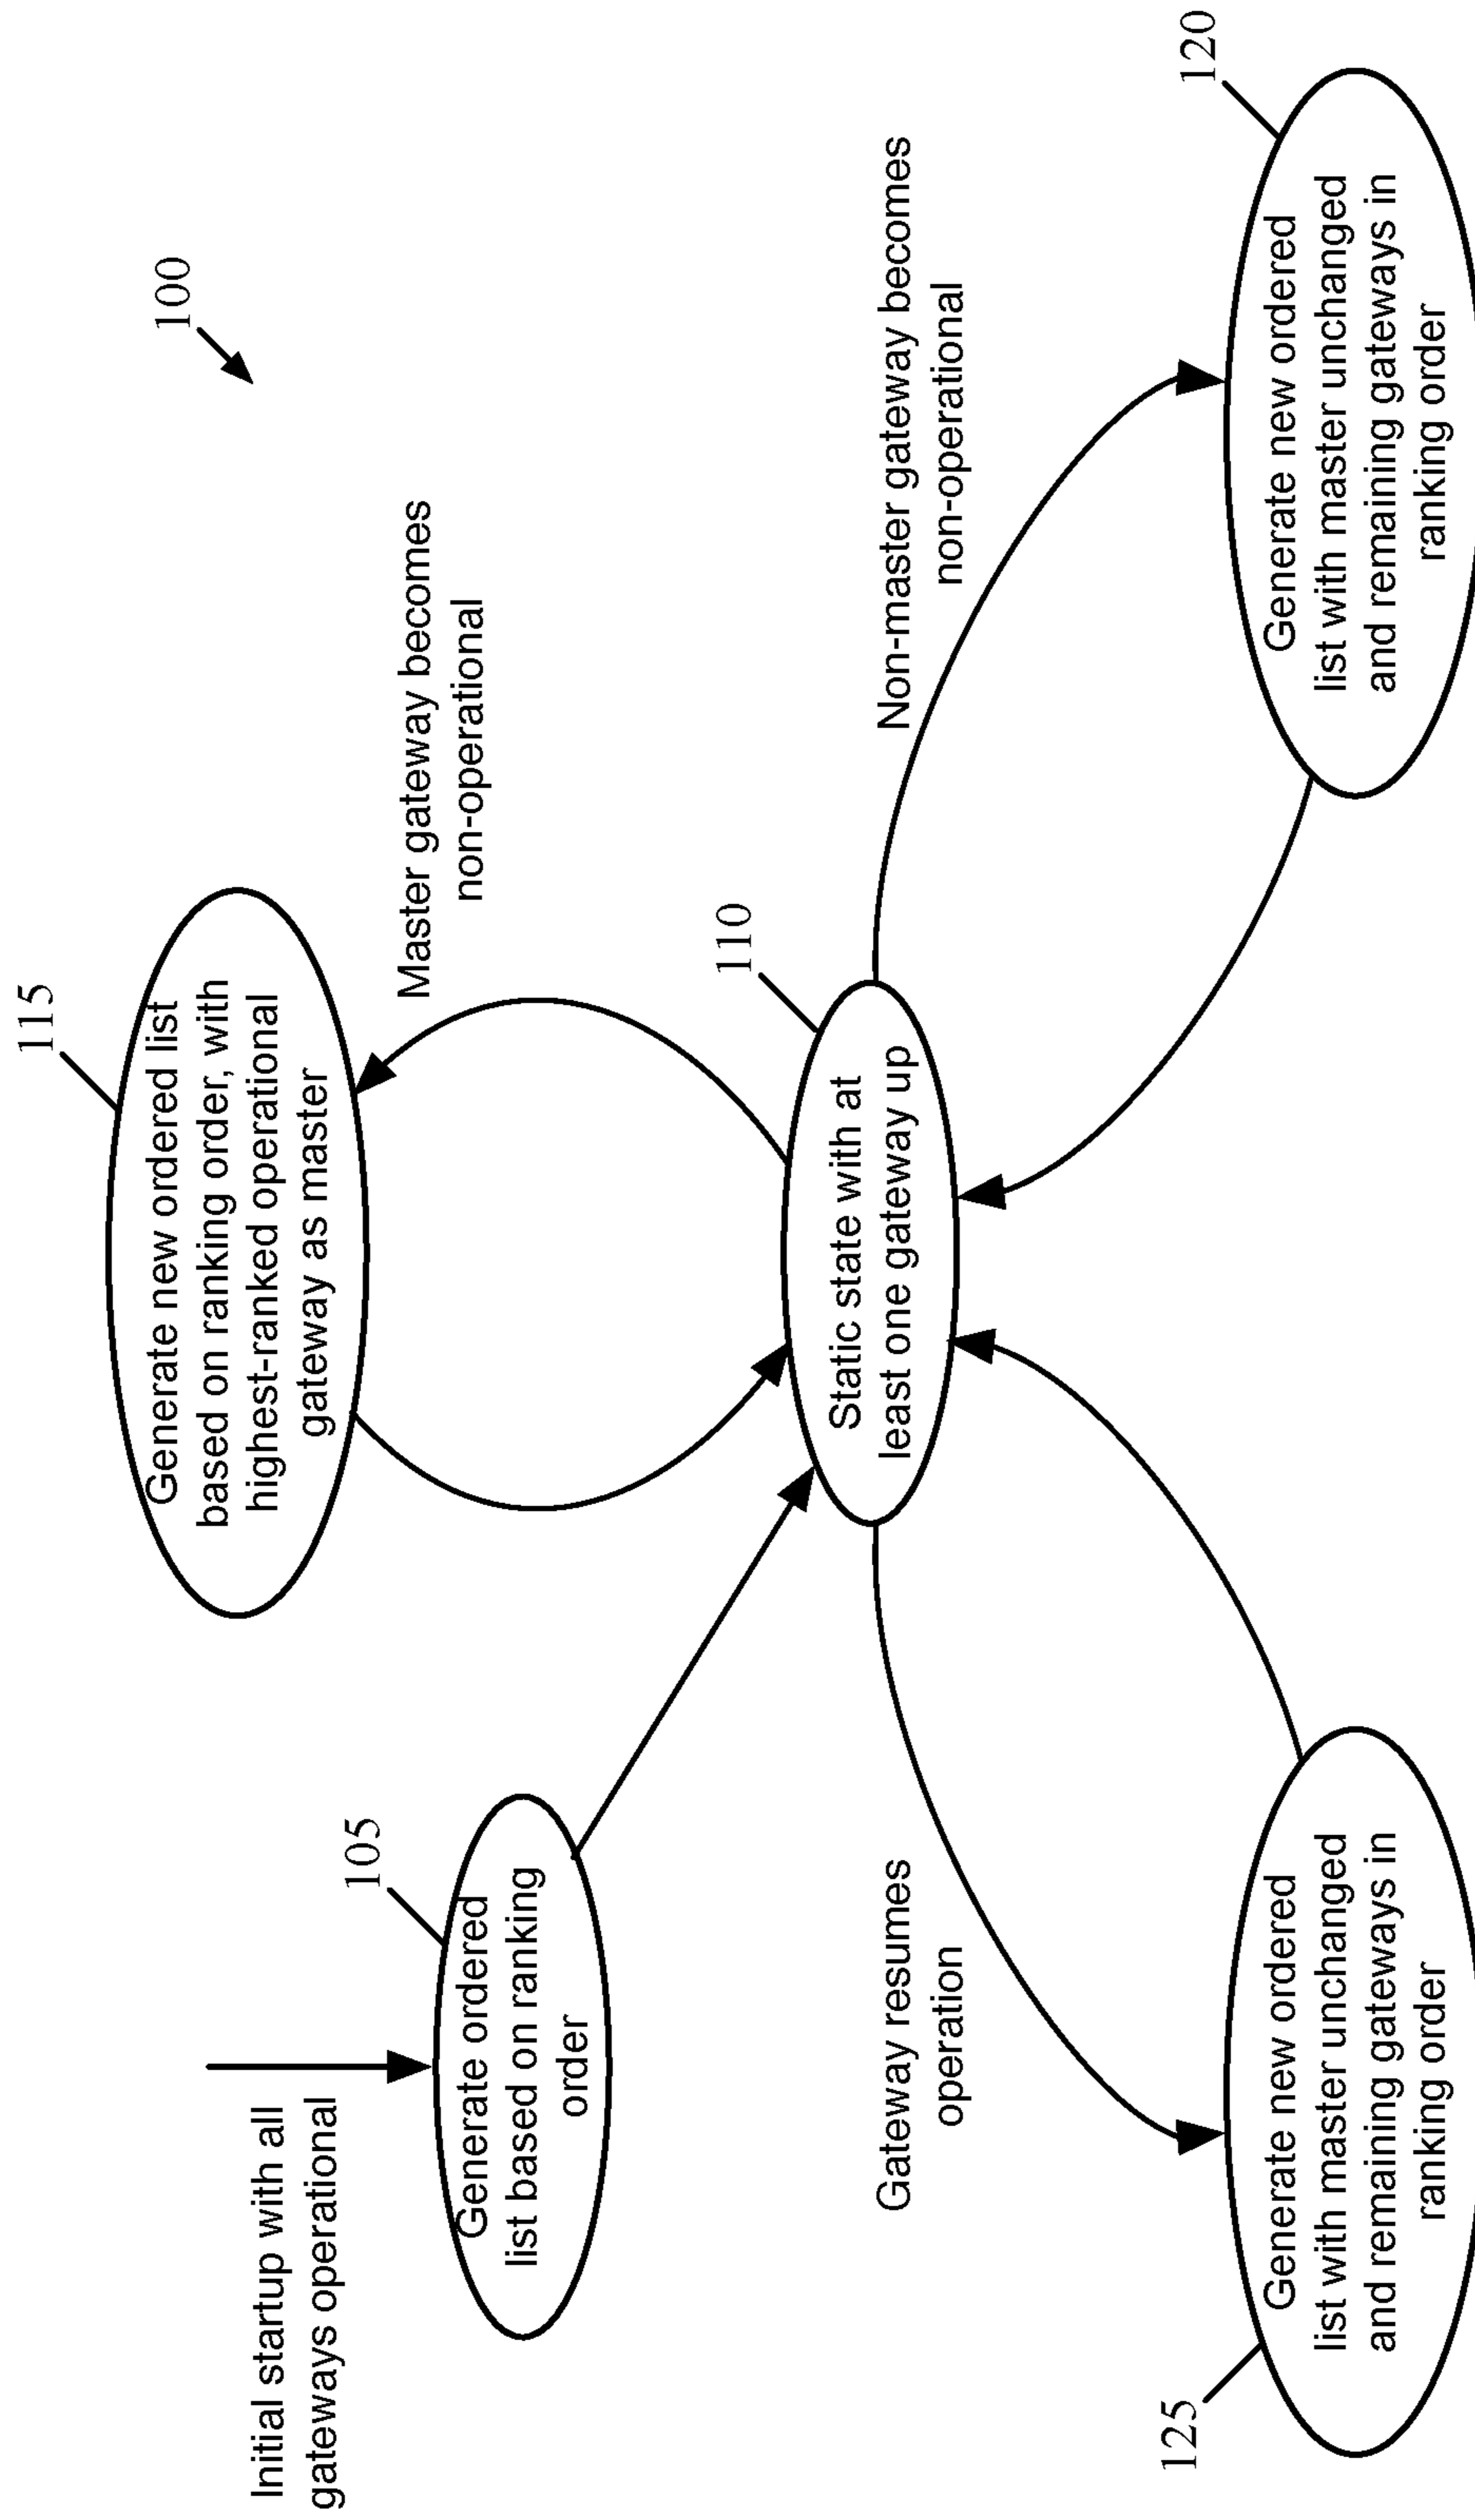 100
Initial startup with all
gateways operational
105
Generate ordered
list based on ranking
order
115
Generate new ordered list
based on ranking order, with
highest-ranked operational
gateway as master
Master gateway becomes
non-operational
110
Static state with at
least one gateway up
Gateway resumes
operation
Non-master gateway becomes
non-operational
125
Generate new ordered
list with master unchanged
and remaining gateways in
ranking order
120
Generate new ordered
list with master unchanged
and remaining gateways in
ranking order